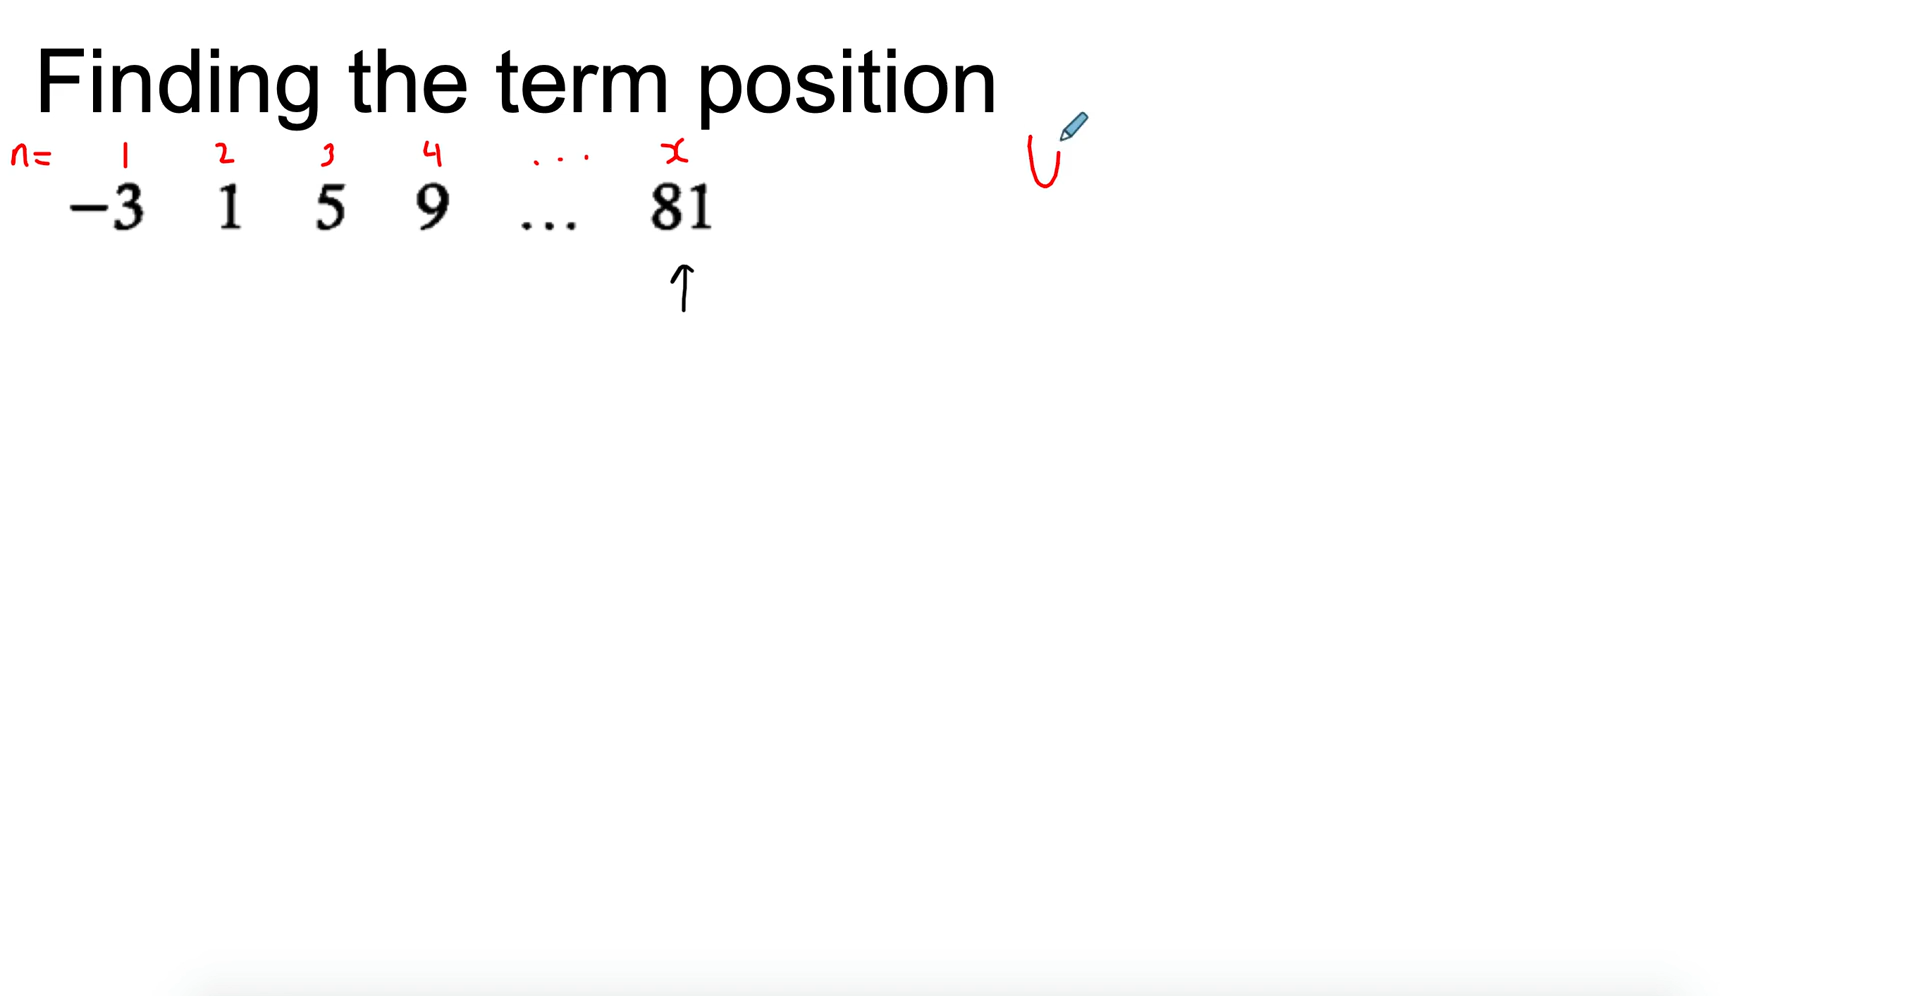 Finding the term position
n= 1 2 3 4 ... x U
−3 1 5 9 ... 81
↑